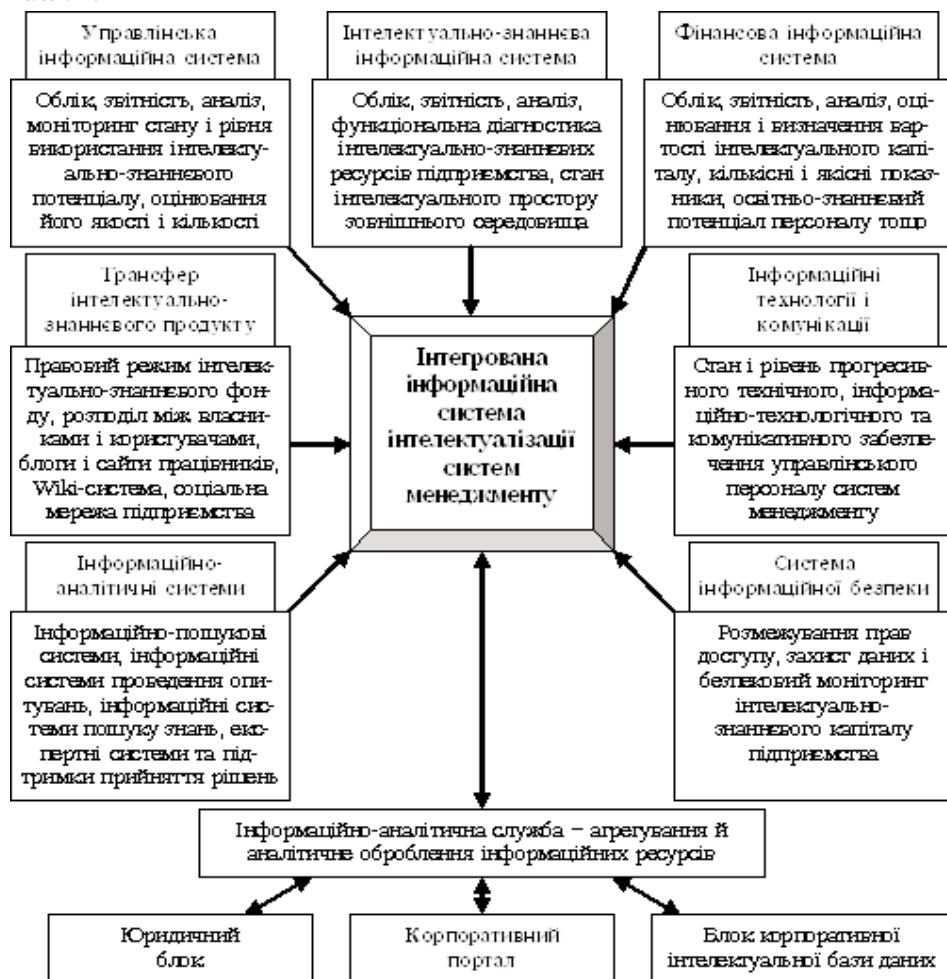 Управлінська
інформаційна система
Облік, звітність, аналіз,
моніторинг стану і рівня
використання інтелекту-
ально-знаннєвого
потенціалу, оцінювання
його якості і кількості
Інтелектуально-знаннєва
інформаційна система
Облік, звітність, аналіз,
функціональна діагностика
інтелектуально-знаннєвих
ресурсів підприємства, стан
інтелектуального простору
зовнішнього середовища
Фінансова інформаційна
система
Облік, звітність, аналіз, оці-
нювання і визначення вар-
тості інтелектуального капі-
талу, кількісні і якісні показ-
ники, освітньо-знаннєвий
потенціал персоналу тощо
Трансфер
інтелектуально-
знаннєвого продукту
Правовий режим інтелек-
туально-знаннєвого фон-
ду, розподіл між власни-
ками і користувачами,
блоги і сайти працівників,
Wiki-система, соціальна
мережа підприємства
Інтегрована
інформаційна
система
інтелектуалізації
систем
менеджменту
Інформаційні
технології і
комунікації
Стан і рівень прогресив-
ного технічного, інформа-
ційно-технологічного та
комунікативного забезпе-
чення управлінського
персоналу систем
менеджменту
Інформаційно-
аналітичні системи
Інформаційно-пошукові
системи, інформаційні
системи проведення опи-
тувань, інформаційні сис-
теми пошуку знань, екс-
пертні системи та під-
тримки прийняття рішень
Система
інформаційної безпеки
Розмежування прав
доступу, захист даних і
безпековий моніторинг
інтелектуально-
знаннєвого капіталу
підприємства
Інформаційно-аналітична служба – агрегування й
аналітичне оброблення інформаційних ресурсів
Юридичний
блок
Корпоративний
портал
Блок корпоративної
інтелектуальної бази даних